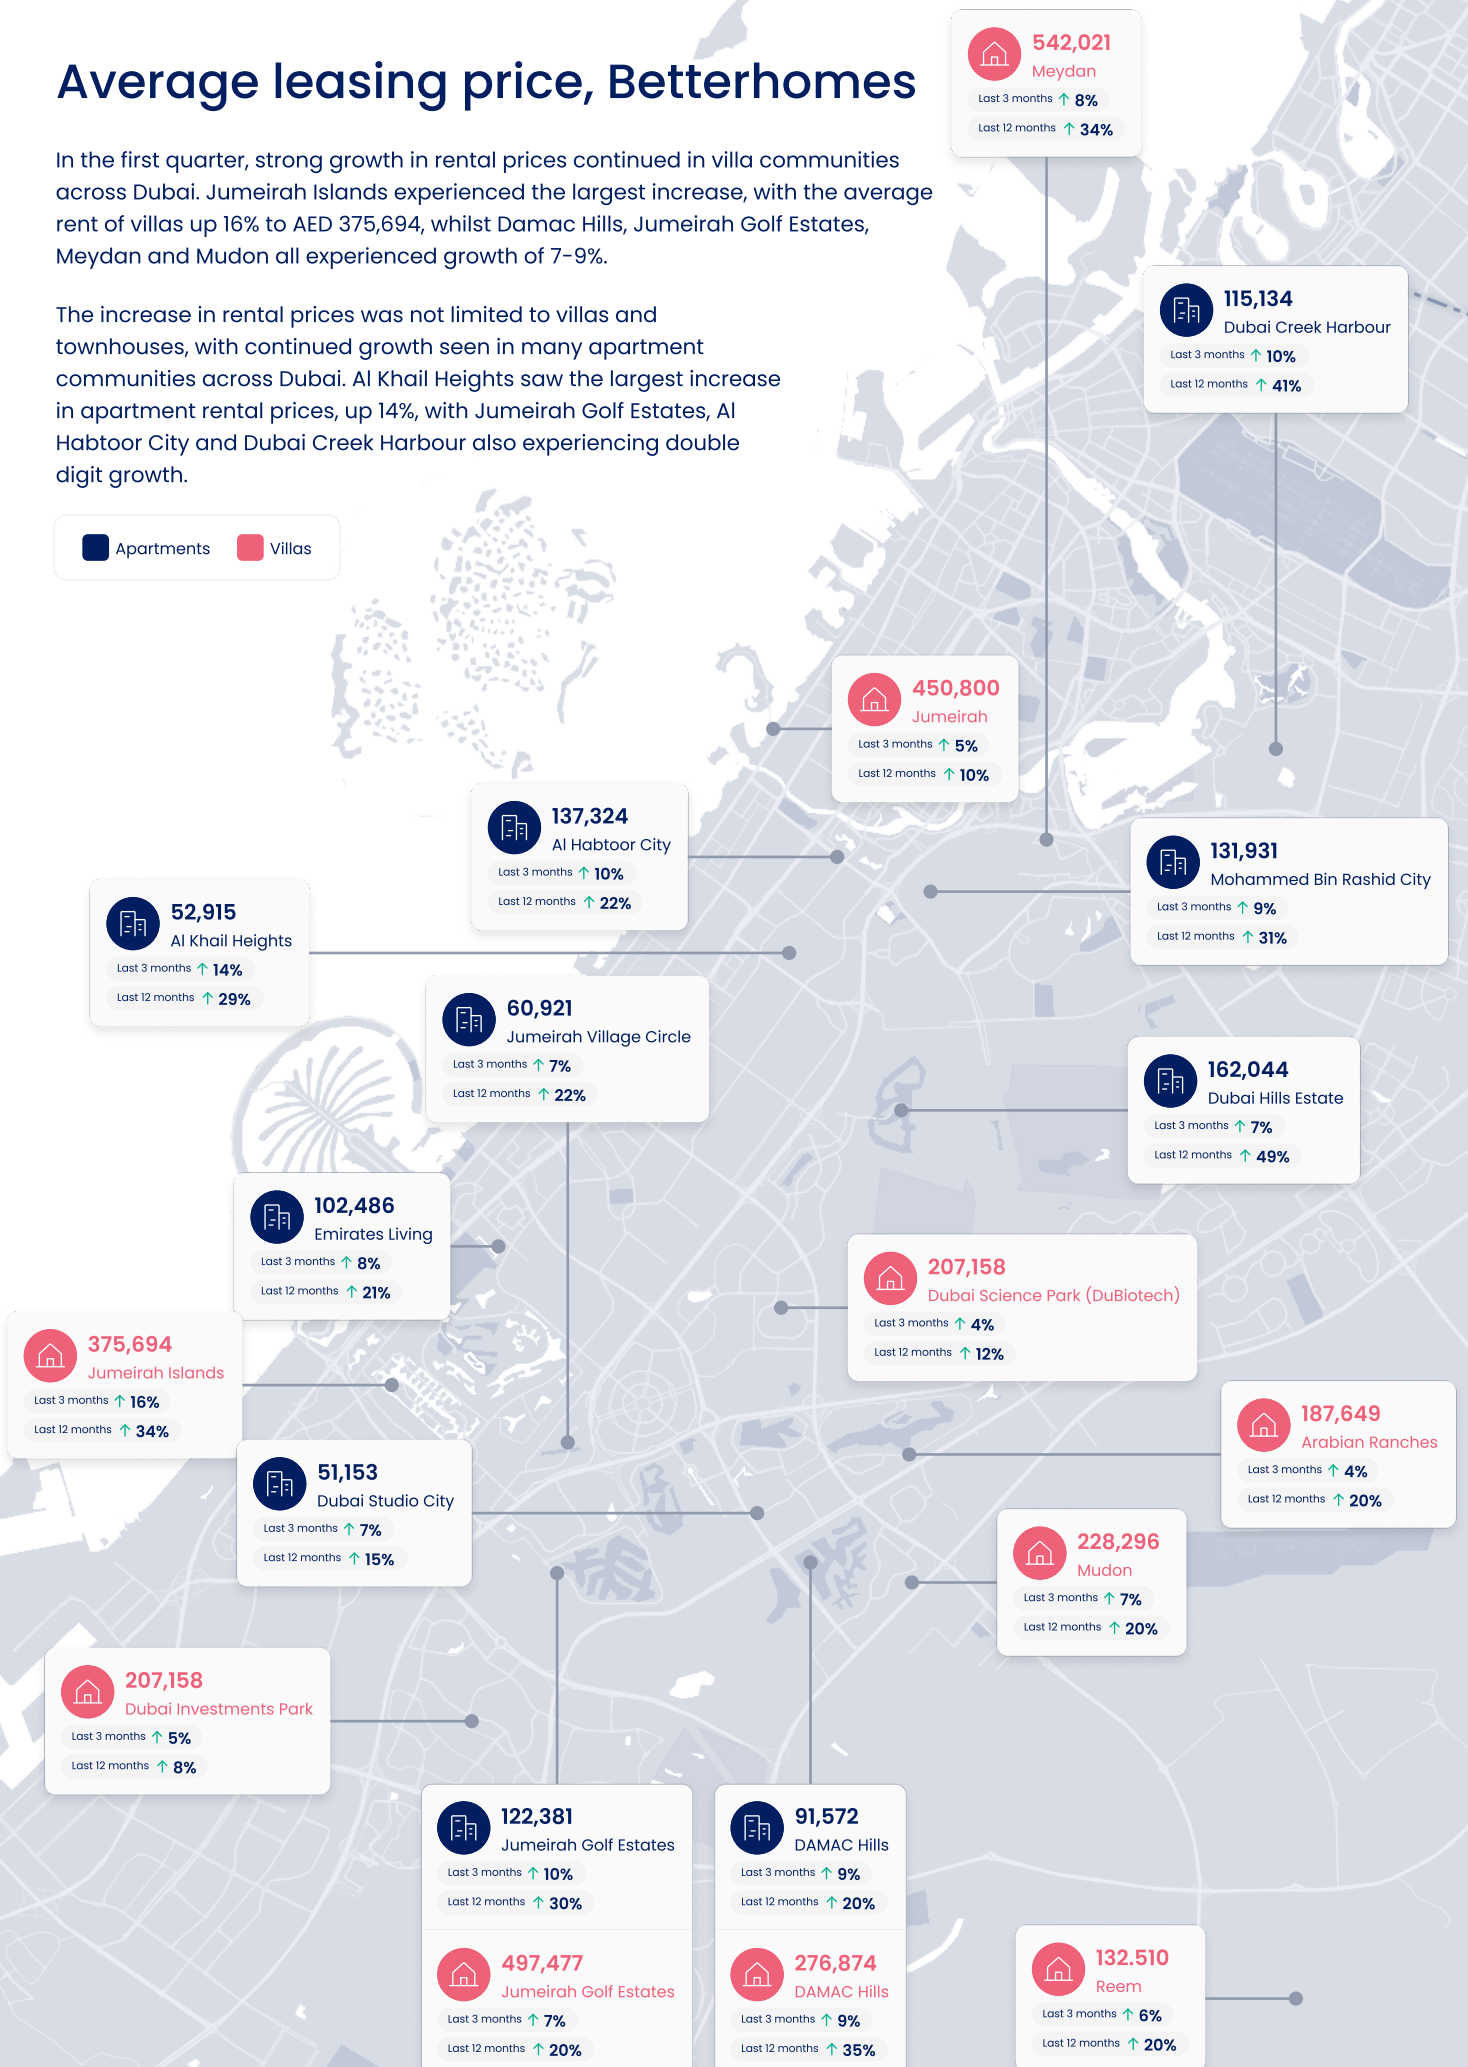 Average leasing price, Betterhomes
In the first quarter, strong growth in rental prices continued in villa communities
across Dubai. Jumeirah Islands experienced the largest increase, with the average
rent of villas up 16% to AED 375,694, whilst Damac Hills, Jumeirah Golf Estates,
Meydan and Mudon all experienced growth of 7-9%.
The increase in rental prices was not limited to villas and
townhouses, with continued growth seen in many apartment
communities across Dubai. Al Khail Heights saw the largest increase
in apartment rental prices, up 14%, with Jumeirah Golf Estates, Al
Habtoor City and Dubai Creek Harbour also experiencing double
digit growth.
Apartments
Villas
542,021
Meydan
Last 3 months ↑ 8%
Last 12 months ↑ 34%
115,134
Dubai Creek Harbour
Last 3 months ↑ 10%
Last 12 months ↑ 41%
450,800
Jumeirah
Last 3 months ↑ 5%
Last 12 months ↑ 10%
137,324
Al Habtoor City
Last 3 months ↑ 10%
Last 12 months ↑ 22%
131,931
Mohammed Bin Rashid City
Last 3 months ↑ 9%
Last 12 months ↑ 31%
52,915
Al Khail Heights
Last 3 months ↑ 14%
Last 12 months ↑ 29%
60,921
Jumeirah Village Circle
Last 3 months ↑ 7%
Last 12 months ↑ 22%
162,044
Dubai Hills Estate
Last 3 months ↑ 7%
Last 12 months ↑ 49%
102,486
Emirates Living
Last 3 months ↑ 8%
Last 12 months ↑ 21%
207,158
Dubai Science Park (DuBiotech)
Last 3 months ↑ 4%
Last 12 months ↑ 12%
375,694
Jumeirah Islands
Last 3 months ↑ 16%
Last 12 months ↑ 34%
187,649
Arabian Ranches
Last 3 months ↑ 4%
Last 12 months ↑ 20%
51,153
Dubai Studio City
Last 3 months ↑ 7%
Last 12 months ↑ 15%
228,296
Mudon
Last 3 months ↑ 7%
Last 12 months ↑ 20%
207,158
Dubai Investments Park
Last 3 months ↑ 5%
Last 12 months ↑ 8%
122,381
Jumeirah Golf Estates
Last 3 months ↑ 10%
Last 12 months ↑ 30%
91,572
DAMAC Hills
Last 3 months ↑ 9%
Last 12 months ↑ 20%
497,477
Jumeirah Golf Estates
Last 3 months ↑ 7%
Last 12 months ↑ 20%
276,874
DAMAC Hills
Last 3 months ↑ 9%
Last 12 months ↑ 35%
132.510
Reem
Last 3 months ↑ 6%
Last 12 months ↑ 20%